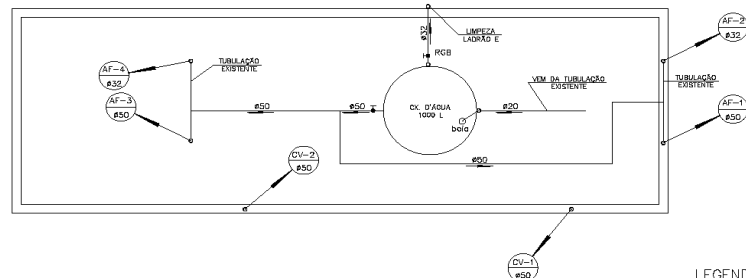 LIMPEZA
LADRÃO E
ø32
RGB
AF-2
ø32
AF-4
ø32
TUBULAÇÃO
EXISTENTE
AF-3
ø50
ø50
ø50
CX. D'ÁGUA
1000 L
boia
ø20
VEM DA TUBULAÇÃO
EXISTENTE
TUBULAÇÃO
EXISTENTE
AF-1
ø50
ø50
CV-2
ø50
CV-1
ø50
LEGEND